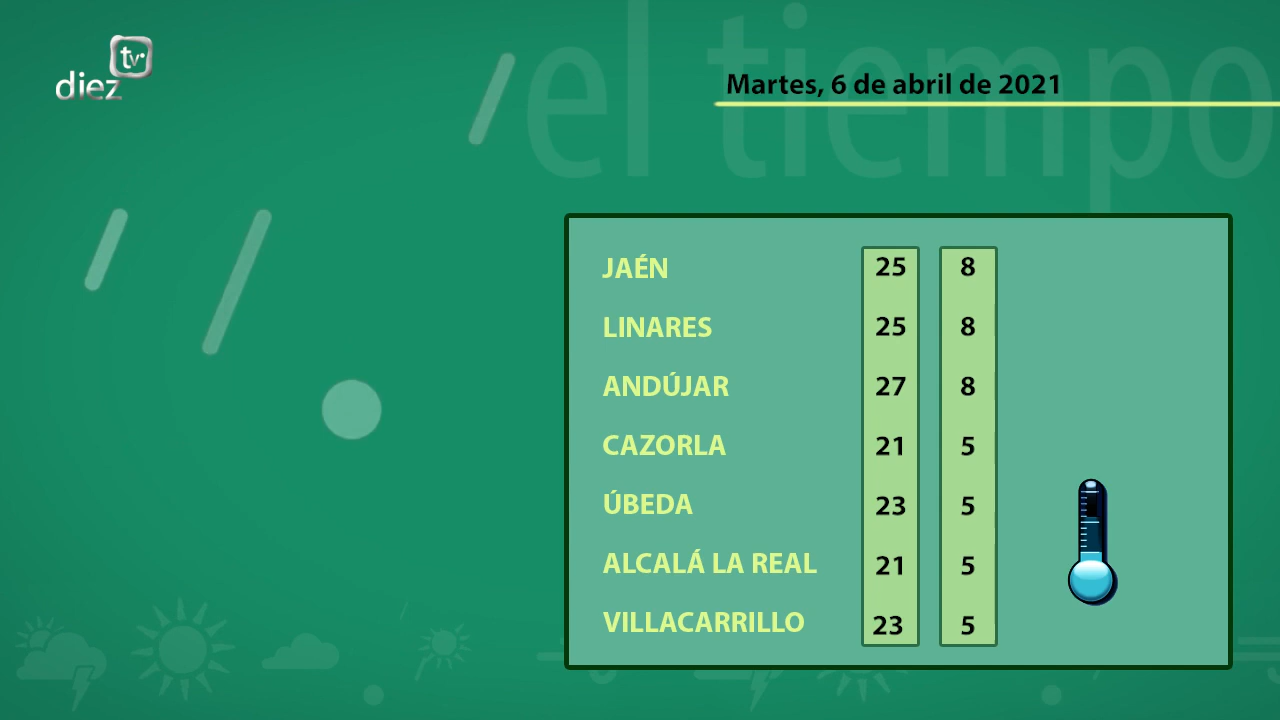 diez tv
el tiempo
Martes, 6 de abril de 2021
JAÉN 25 8
LINARES 25 8
ANDÚJAR 27 8
CAZORLA 21 5
ÚBEDA 23 5
ALCALÁ LA REAL 21 5
VILLACARRILLO 23 5